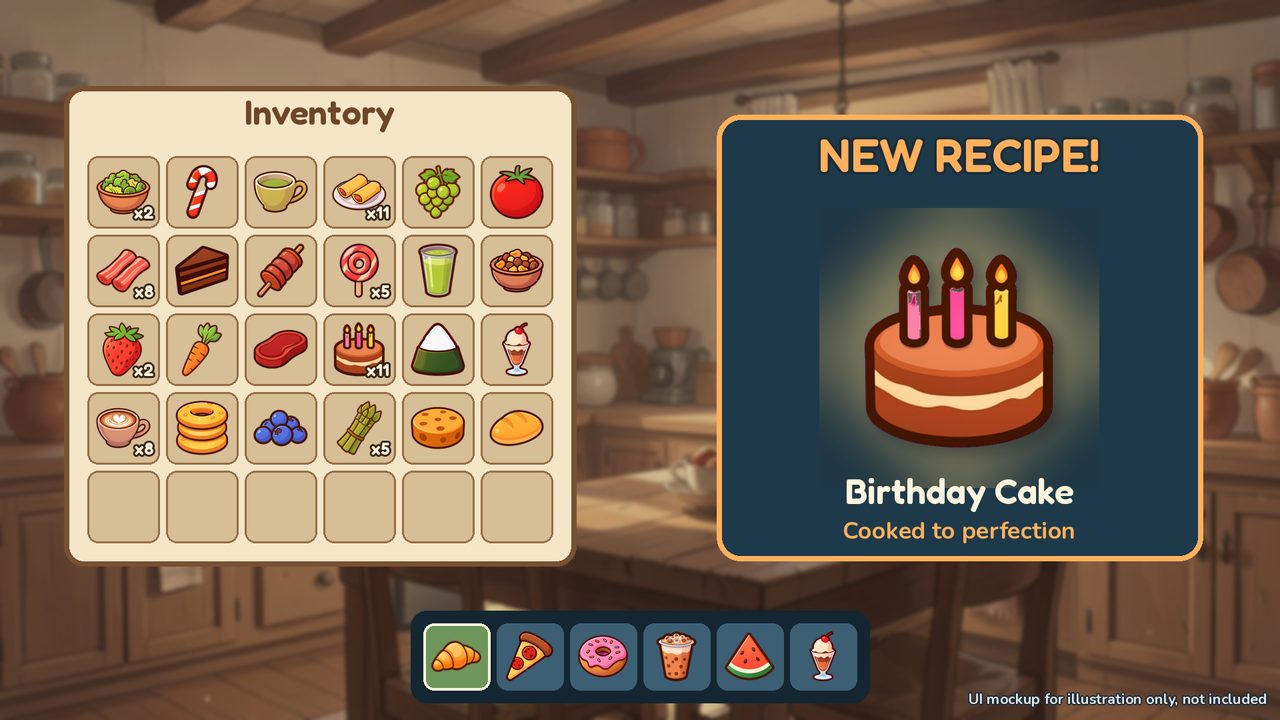 Inventory
x2
x11
x8
x5
x2
x11
x8
x5
NEW RECIPE!
Birthday Cake
Cooked to perfection
UI mockup for illustration only, not included